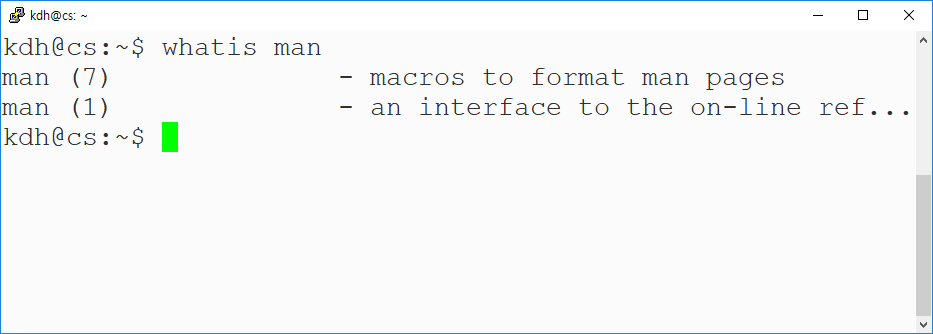 kdh@cs: ~
kdh@cs:~$ whatis man
man (7)              - macros to format man pages
man (1)              - an interface to the on-line ref...
kdh@cs:~$